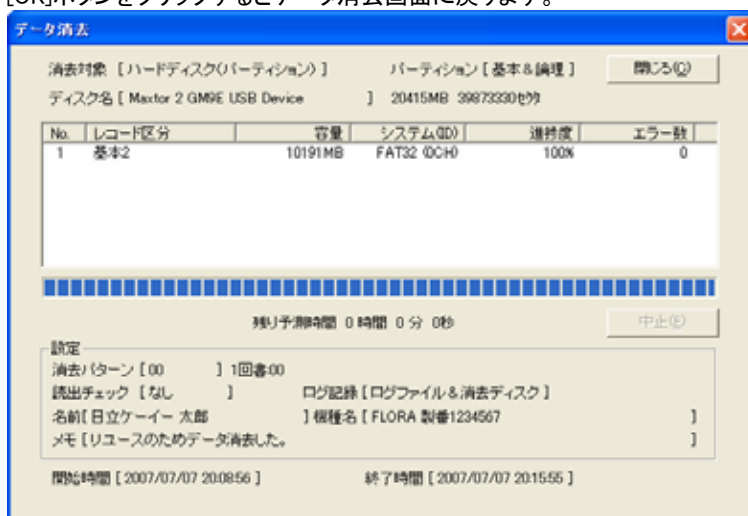 [OK]ボタンをクリックするとデータ消去画面に戻ります。
データ消去
消去対象 [ ハードディスク(パーティション) ] パーティション [ 基本&論理 ] 閉じる(C)
ディスク名 [ Maxtor 2 GM9E USB Device ] 20415MB 39873330セクタ
No. レコード区分 容量 システム(ID) 進捗度 エラー数
1 基本2 10191MB FAT32 (0CH) 100% 0
残り予測時間 0 時間 0 分 0秒 中止(E)
設定
消去パターン [ 00 ] 1回書:00
読出チェック [ なし ] ログ記録 [ ログファイル&消去ディスク ]
名前 [ 日立ケーイー 太郎 ] 機種名 [ FLORA 製番1234567 ]
メモ [ リユースのためデータ消去した。 ]
開始時間 [ 2007/07/07 20:08:56 ] 終了時間 [ 2007/07/07 20:15:55 ]